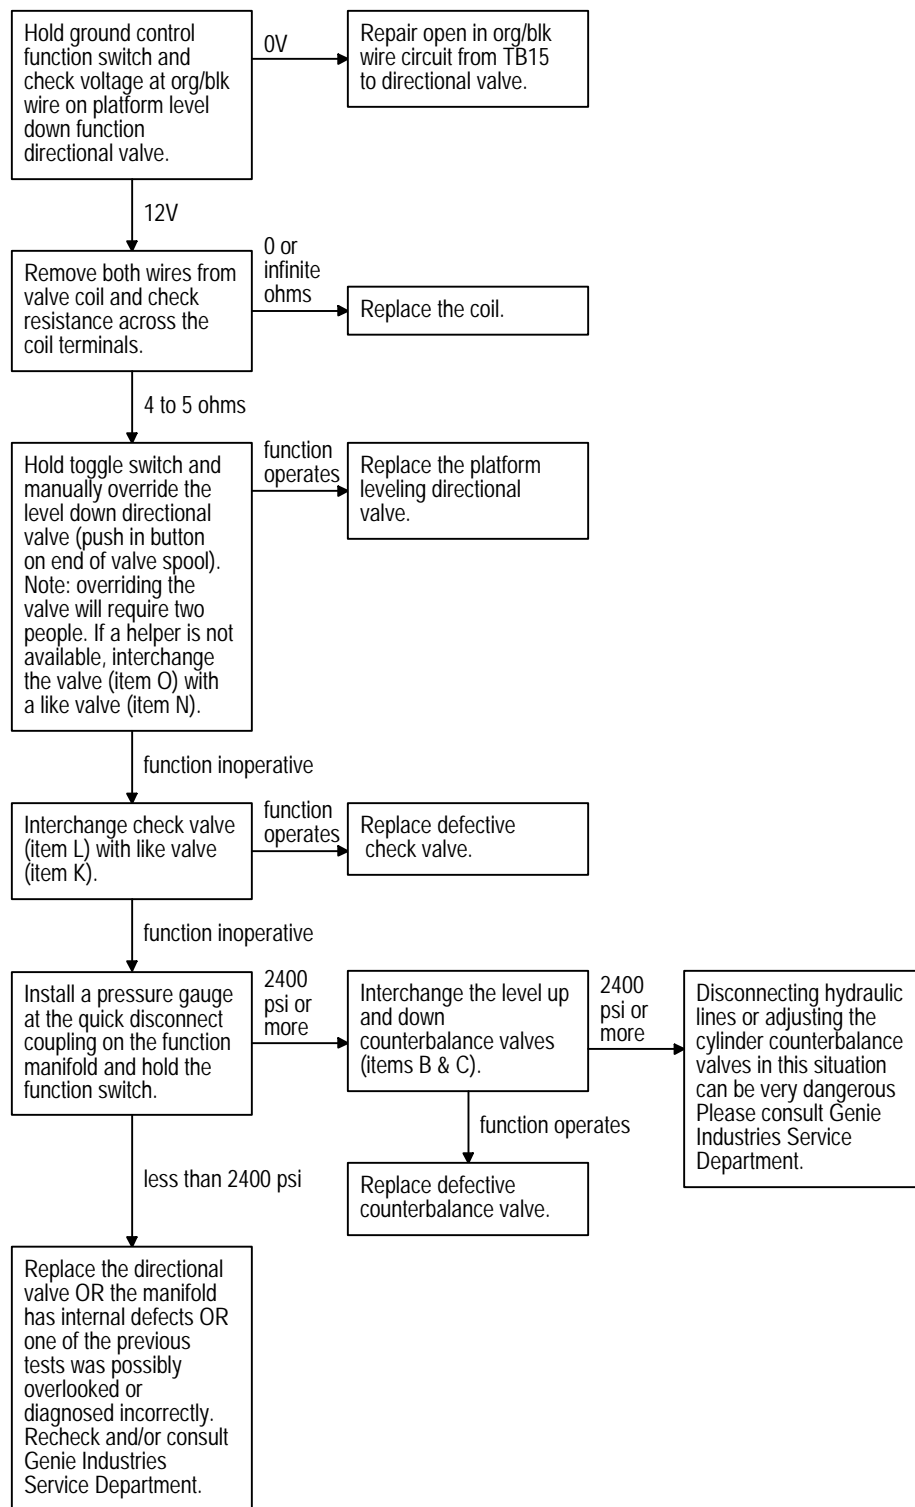 Hold ground control
function switch and
check voltage at org/blk
wire on platform level
down function
directional valve.
0V
Repair open in org/blk
wire circuit from TB15
to directional valve.
12V
Remove both wires from
valve coil and check
resistance across the
coil terminals.
0 or
infinite
ohms
Replace the coil.
4 to 5 ohms
Hold toggle switch and
manually override the
level down directional
valve (push in button
on end of valve spool).
Note: overriding the
valve will require two
people. If a helper is not
available, interchange
the valve (item O) with
a like valve (item N).
function
operates
Replace the platform
leveling directional
valve.
function inoperative
Interchange check valve
(item L) with like valve
(item K).
function
operates
Replace defective
check valve.
function inoperative
Install a pressure gauge
at the quick disconnect
coupling on the function
manifold and hold the
function switch.
2400
psi or
more
Interchange the level up
and down
counterbalance valves
(items B & C).
2400
psi or
more
Disconnecting hydraulic
lines or adjusting the
cylinder counterbalance
valves in this situation
can be very dangerous
Please consult Genie
Industries Service
Department.
function operates
Replace defective
counterbalance valve.
less than 2400 psi
Replace the directional
valve OR the manifold
has internal defects OR
one of the previous
tests was possibly
overlooked or
diagnosed incorrectly.
Recheck and/or consult
Genie Industries
Service Department.